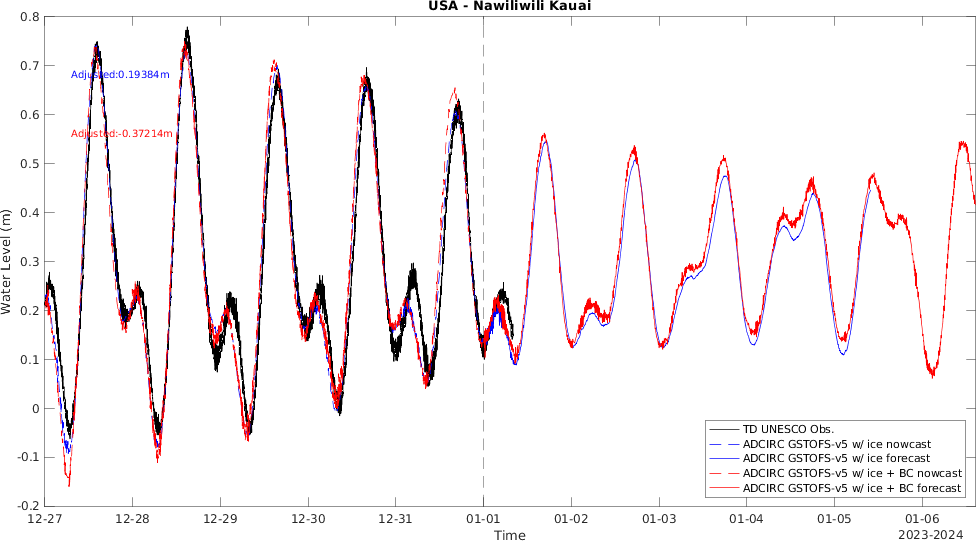 USA - Nawiliwili Kauai
0.8
0.7
0.6
0.5
0.4
0.3
0.2
0.1
0
-0.1
-0.2
Water Level (m)
Adjusted:0.19384m
Adjusted:-0.37214m
TD UNESCO Obs.
ADCIRC GSTOFS-v5 w/ ice nowcast
ADCIRC GSTOFS-v5 w/ ice forecast
ADCIRC GSTOFS-v5 w/ ice + BC nowcast
ADCIRC GSTOFS-v5 w/ ice + BC forecast
12-27 12-28 12-29 12-30 12-31 01-01 01-02 01-03 01-04 01-05 01-06
Time
2023-2024